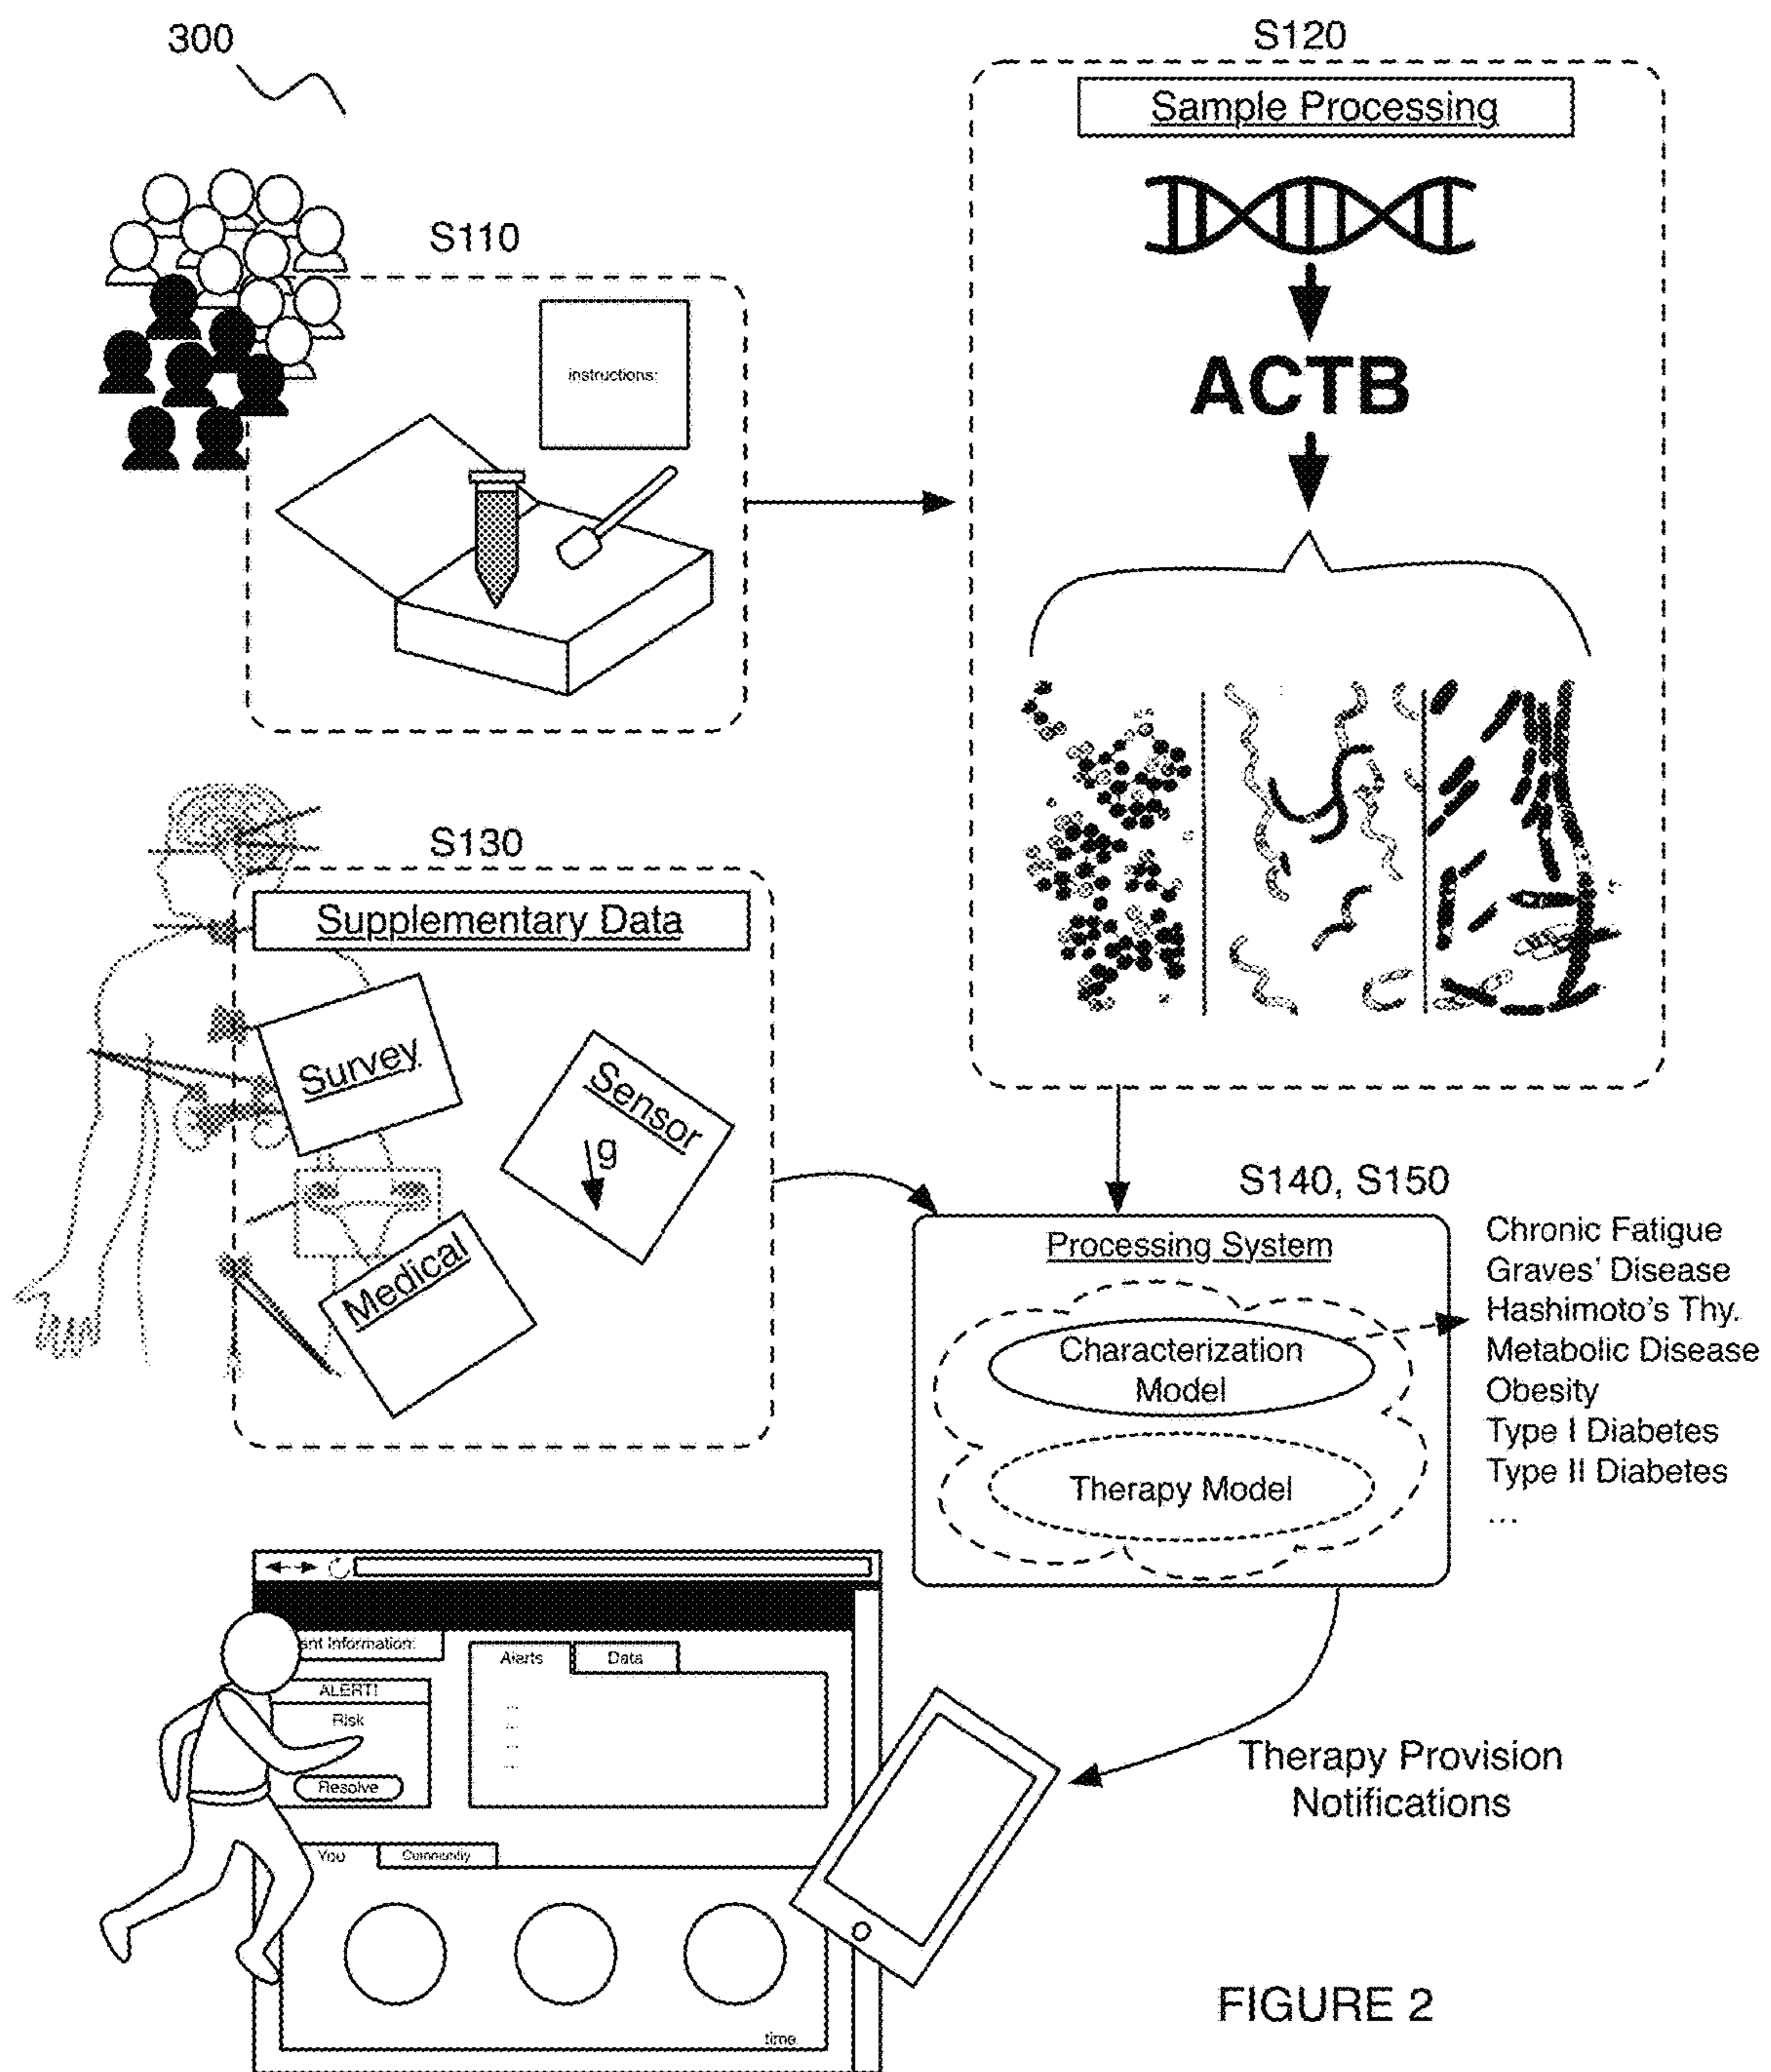 300
S120
Sample Processing
S110
instructions:
ACTB
S130
Supplementary Data
Survey
Sensor
g
Medical
S140, S150
Processing System
Characterization
Model
Therapy Model
Chronic Fatigue
Graves' Disease
Hashimoto's Thy.
Metabolic Disease
Obesity
Type I Diabetes
Type II Diabetes
...
ent Information:
Alerts
Data
ALERT!
Risk
...
...
...
...
Resolve
Therapy Provision
Notifications
You
Community
time
FIGURE 2